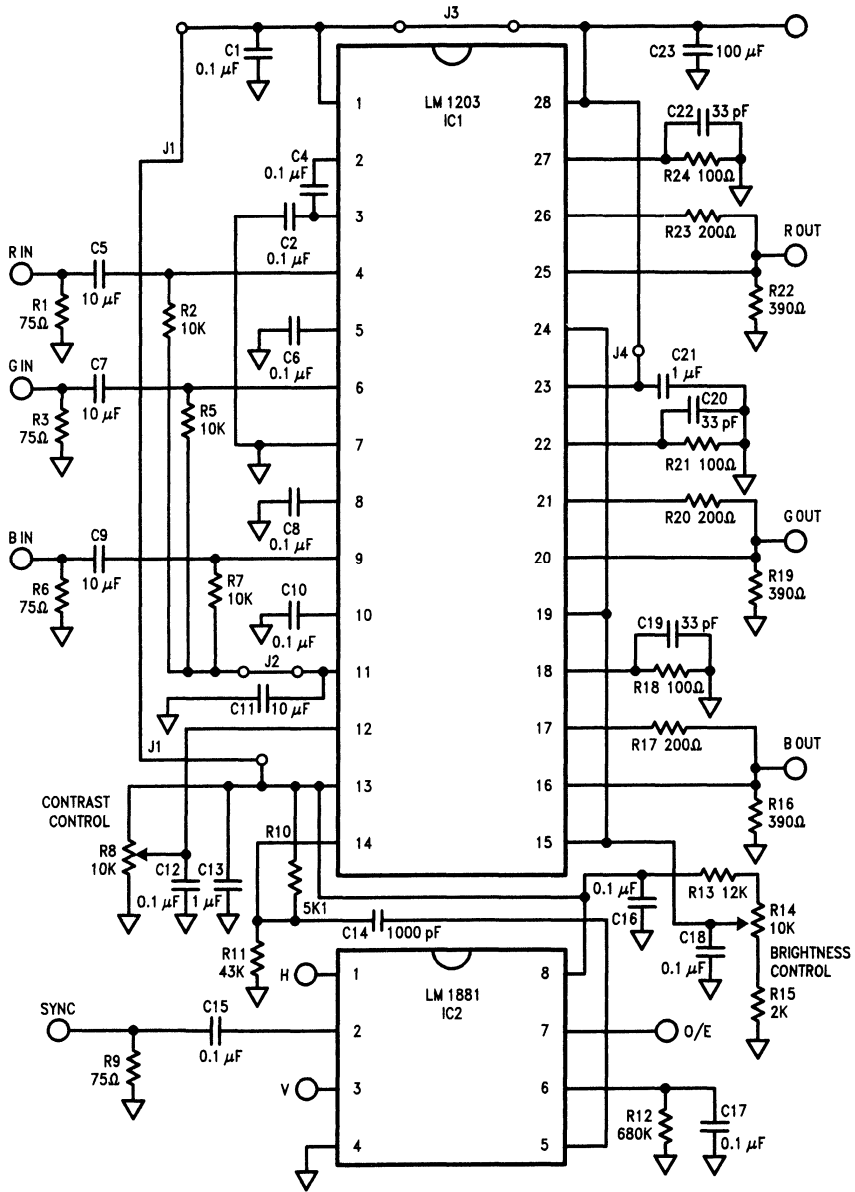 J3
C1
0.1 μF
C23
100 μF
LM 1203
IC1
1
2
3
4
5
6
7
8
9
10
11
12
13
14
28
27
26
25
24
23
22
21
20
19
18
17
16
15
J1
C4
0.1 μF
C2
0.1 μF
C22
33 pF
R24 100Ω
R23 200Ω
R OUT
R22
390Ω
R IN
C5
10 μF
R1
75Ω
R2
10K
C6
0.1 μF
J4
C21
1 μF
C20
33 pF
R21 100Ω
G IN
C7
10 μF
R3
75Ω
R5
10K
C8
0.1 μF
R20 200Ω
G OUT
R19
390Ω
B IN
C9
10 μF
R6
75Ω
R7
10K
C10
0.1 μF
C19
33 pF
R18 100Ω
J2
C11
10 μF
R17 200Ω
B OUT
R16
390Ω
J1
CONTRAST
CONTROL
R8
10K
C12
0.1 μF
C13
1 μF
R10
5K1
R11
43K
C14
1000 pF
0.1 μF
C16
R13 12K
R14
10K
C18
0.1 μF
BRIGHTNESS
CONTROL
R15
2K
LM 1881
IC2
1
2
3
4
8
7
6
5
H
V
SYNC
C15
0.1 μF
R9
75Ω
O/E
R12
680K
C17
0.1 μF